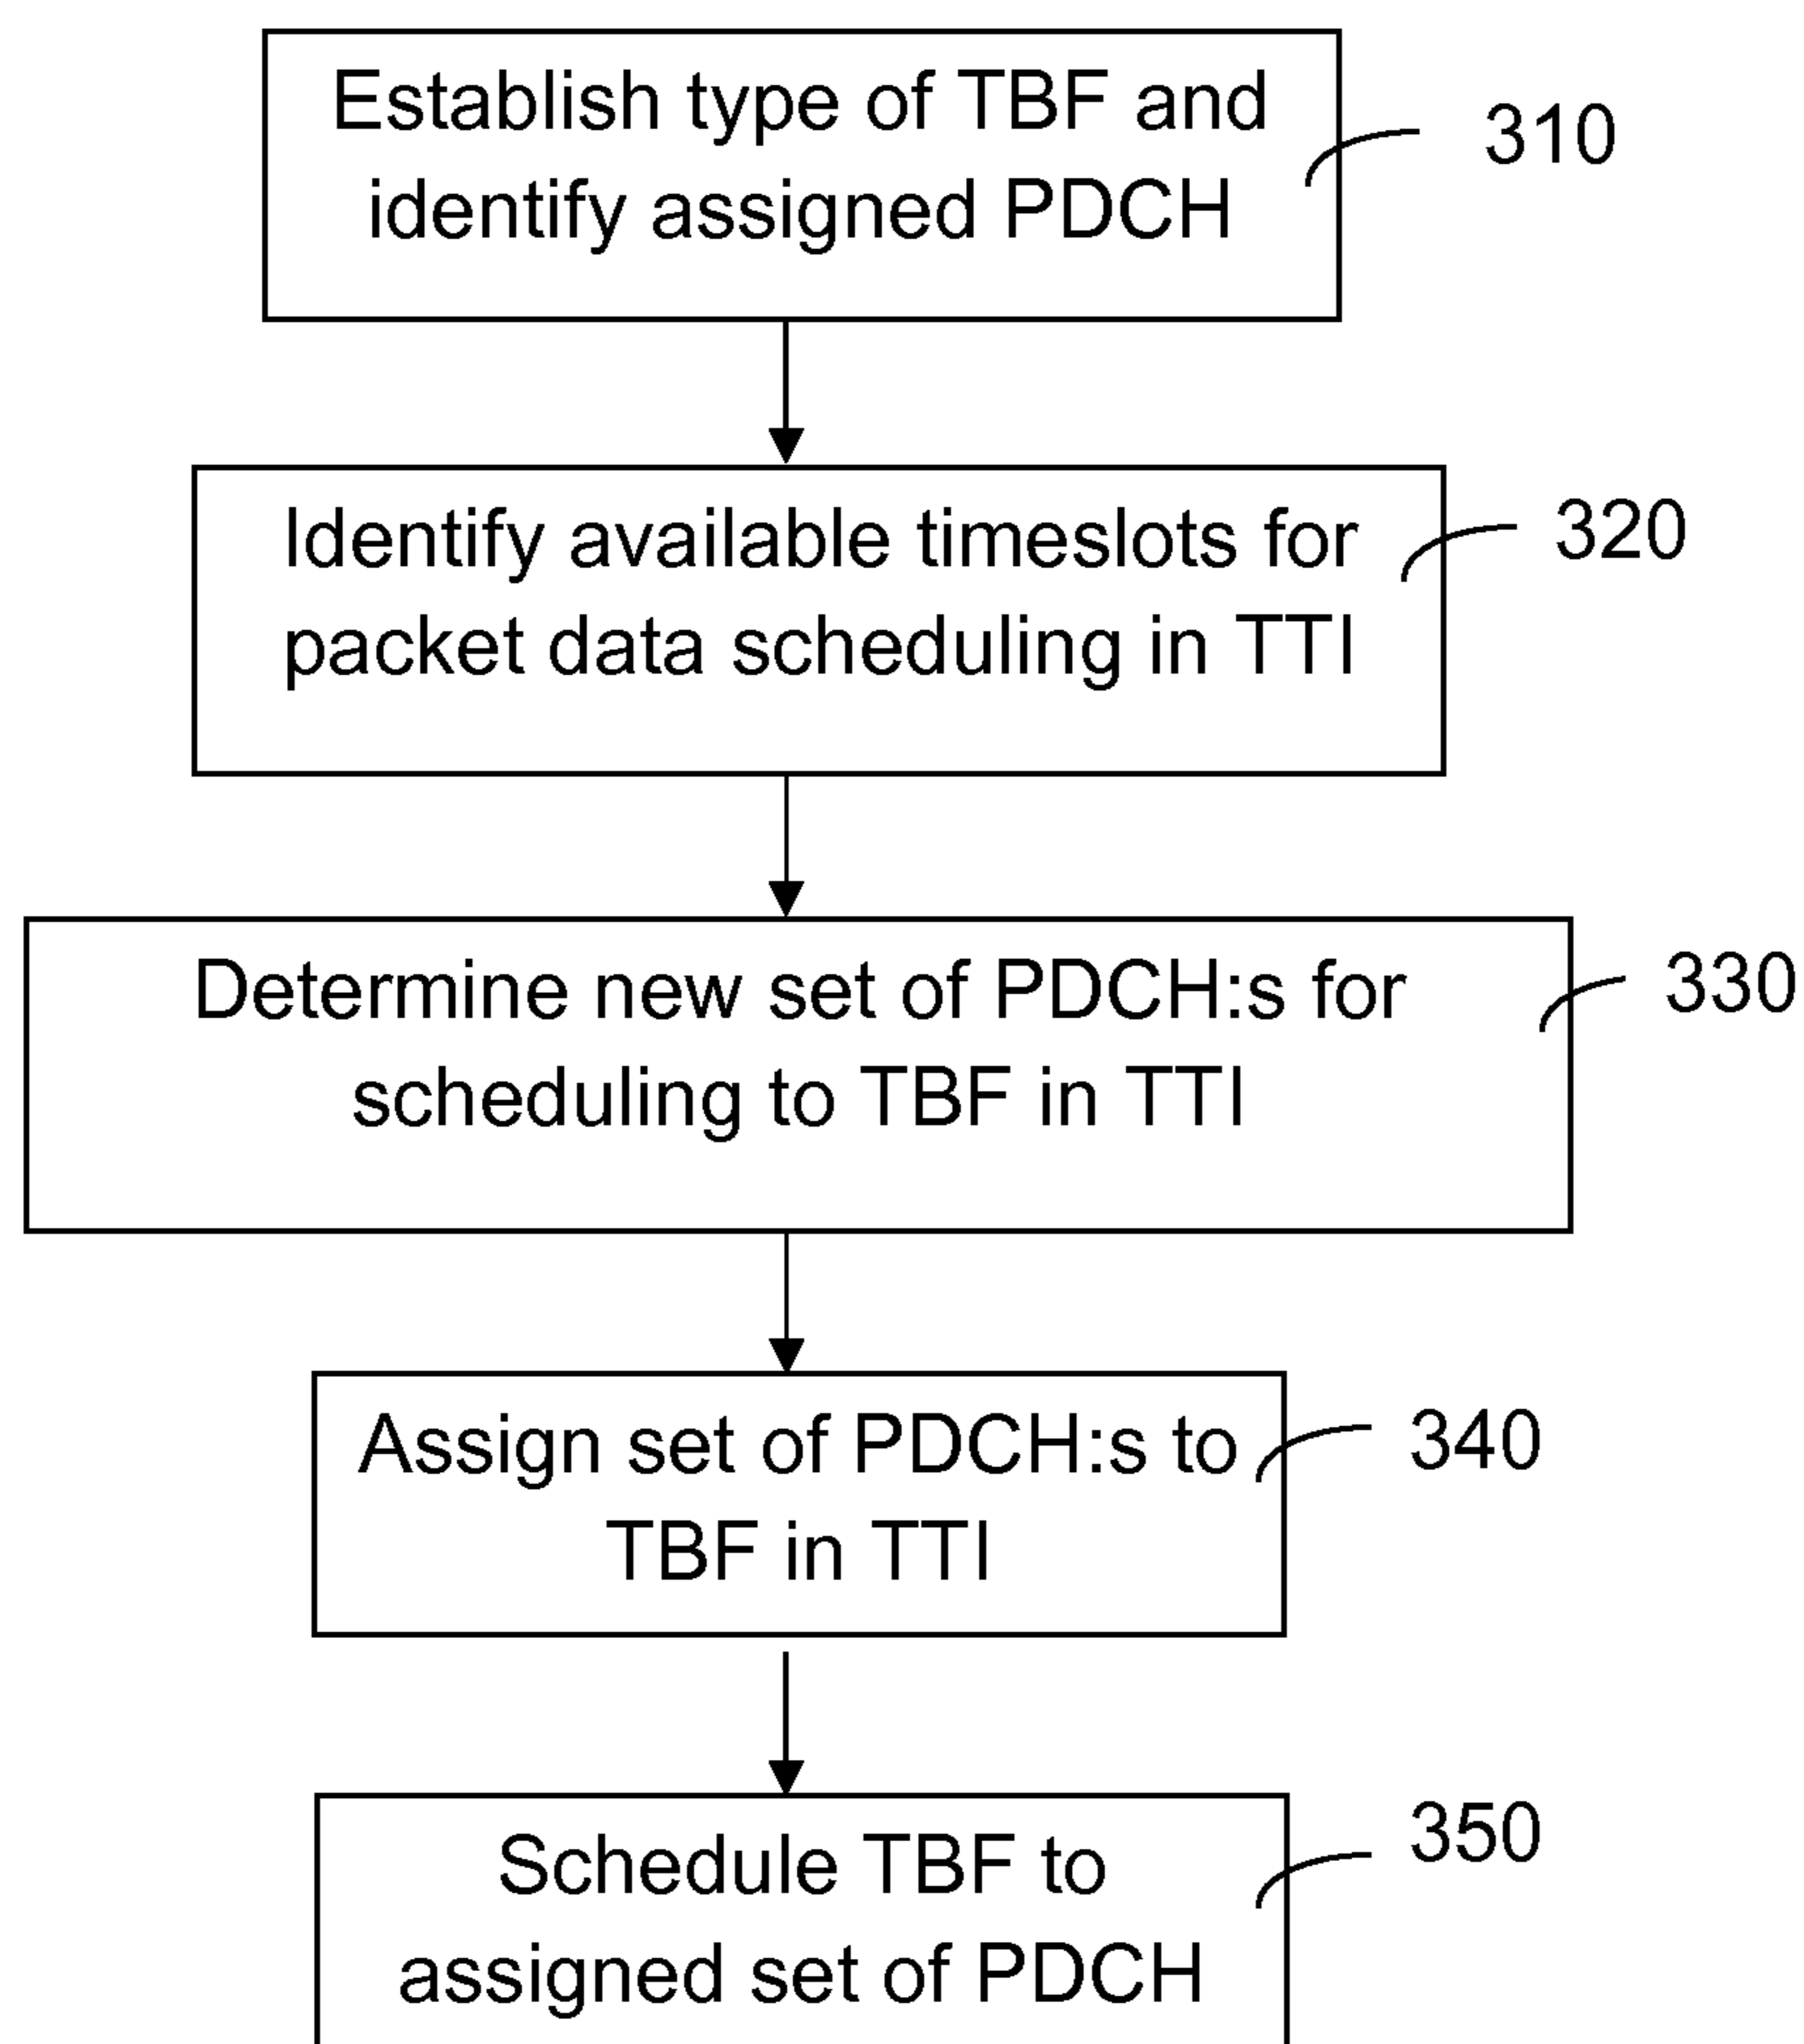 Establish type of TBF and
identify assigned PDCH
310
Identify available timeslots for
packet data scheduling in TTI
320
Determine new set of PDCH:s for
scheduling to TBF in TTI
330
Assign set of PDCH:s to
TBF in TTI
340
Schedule TBF to
assigned set of PDCH
350